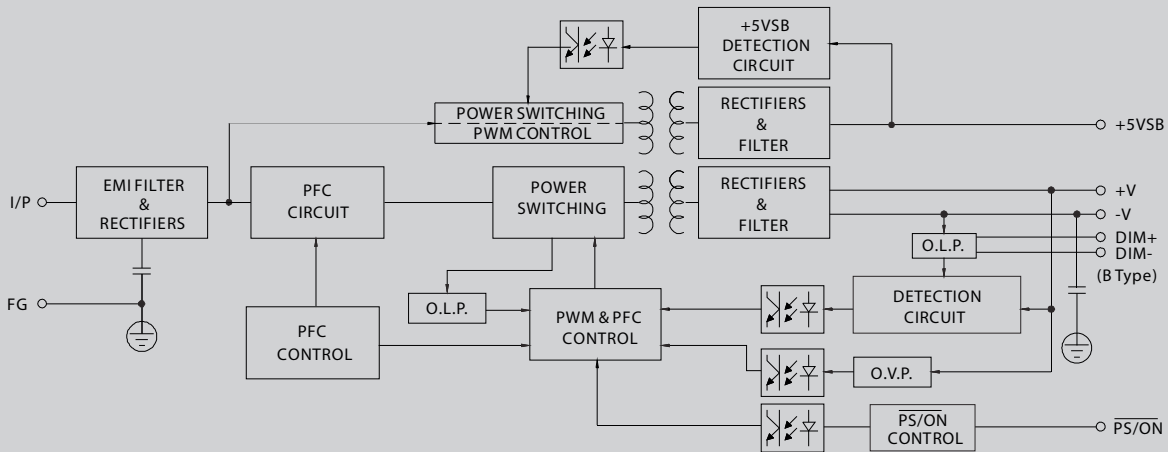 +5VSB
DETECTION
CIRCUIT
POWER SWITCHING
PWM CONTROL
RECTIFIERS
&
FILTER
+5VSB
I/P
EMI FILTER
&
RECTIFIERS
PFC
CIRCUIT
POWER
SWITCHING
RECTIFIERS
&
FILTER
+V
-V
O.L.P.
DIM+
DIM-
(B Type)
FG
PFC
CONTROL
O.L.P.
PWM & PFC
CONTROL
DETECTION
CIRCUIT
O.V.P.
PS/ON
CONTROL
PS/ON